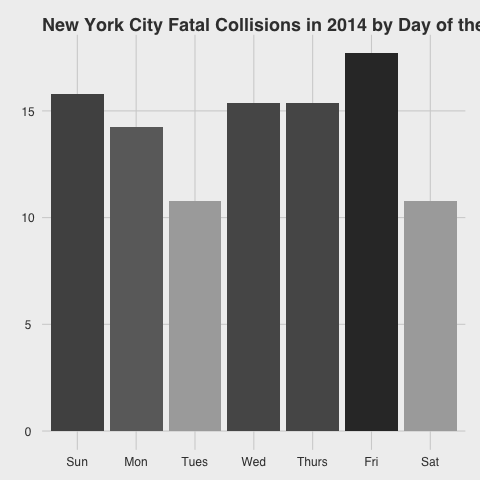 New York City Fatal Collisions in 2014 by Day of the
15
10
5
0
Sun Mon Tues Wed Thurs Fri Sat